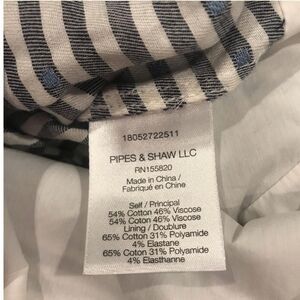 18052722511
PIPES & SHAW LLC
RN155820
Made in China /
Fabriqué en Chine
Self / Principal
54% Cotton 46% Viscose
54% Coton 46% Viscose
Lining / Doublure
65% Cotton 31% Polyamide
4% Elastane
65% Coton 31% Polyamide
4% Elasthanne